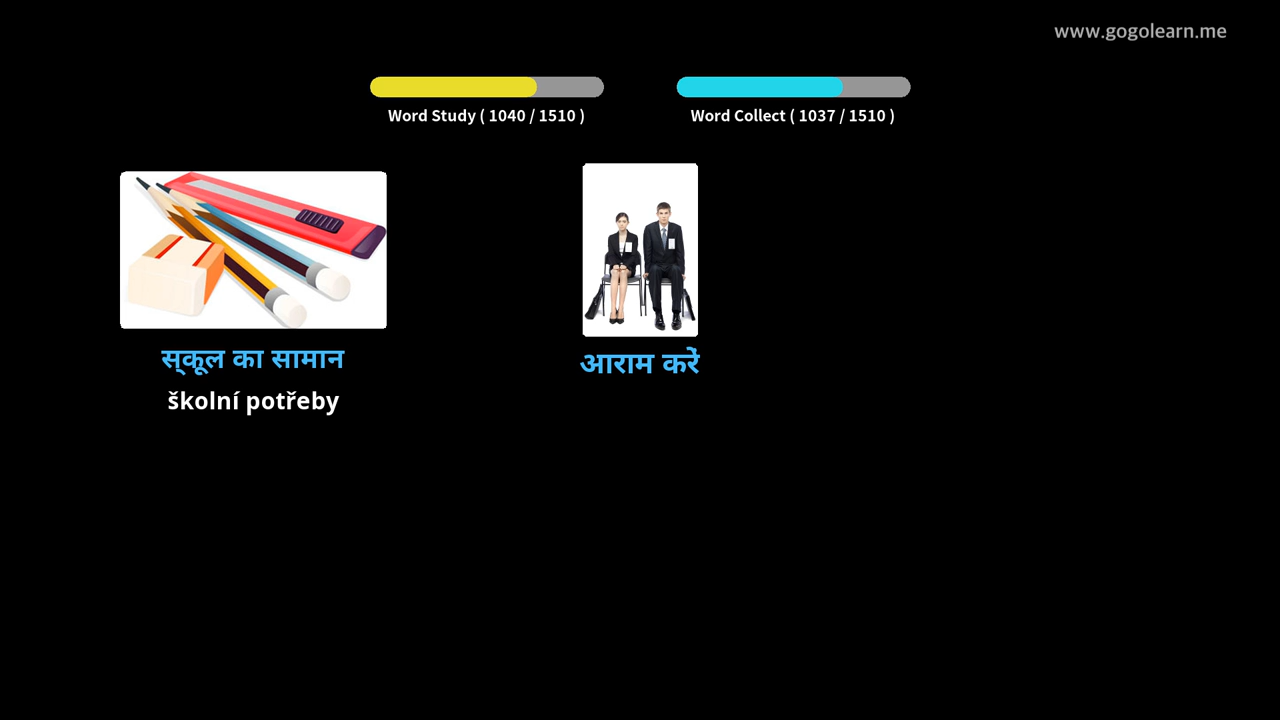 www.gogolearn.me
Word Study ( 1040 / 1510 )
Word Collect ( 1037 / 1510 )
स्कूल का सामान
školní potřeby
आराम करें